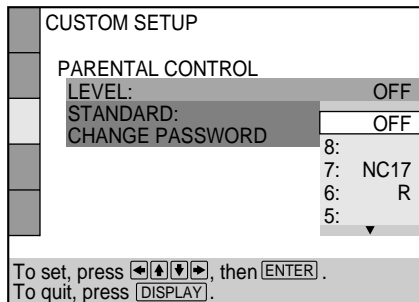 CUSTOM SETUP
PARENTAL CONTROL
LEVEL: OFF
STANDARD: OFF
CHANGE PASSWORD
8:
7: NC17
6: R
5:
To set, press ←↑↓→, then ENTER.
To quit, press DISPLAY.